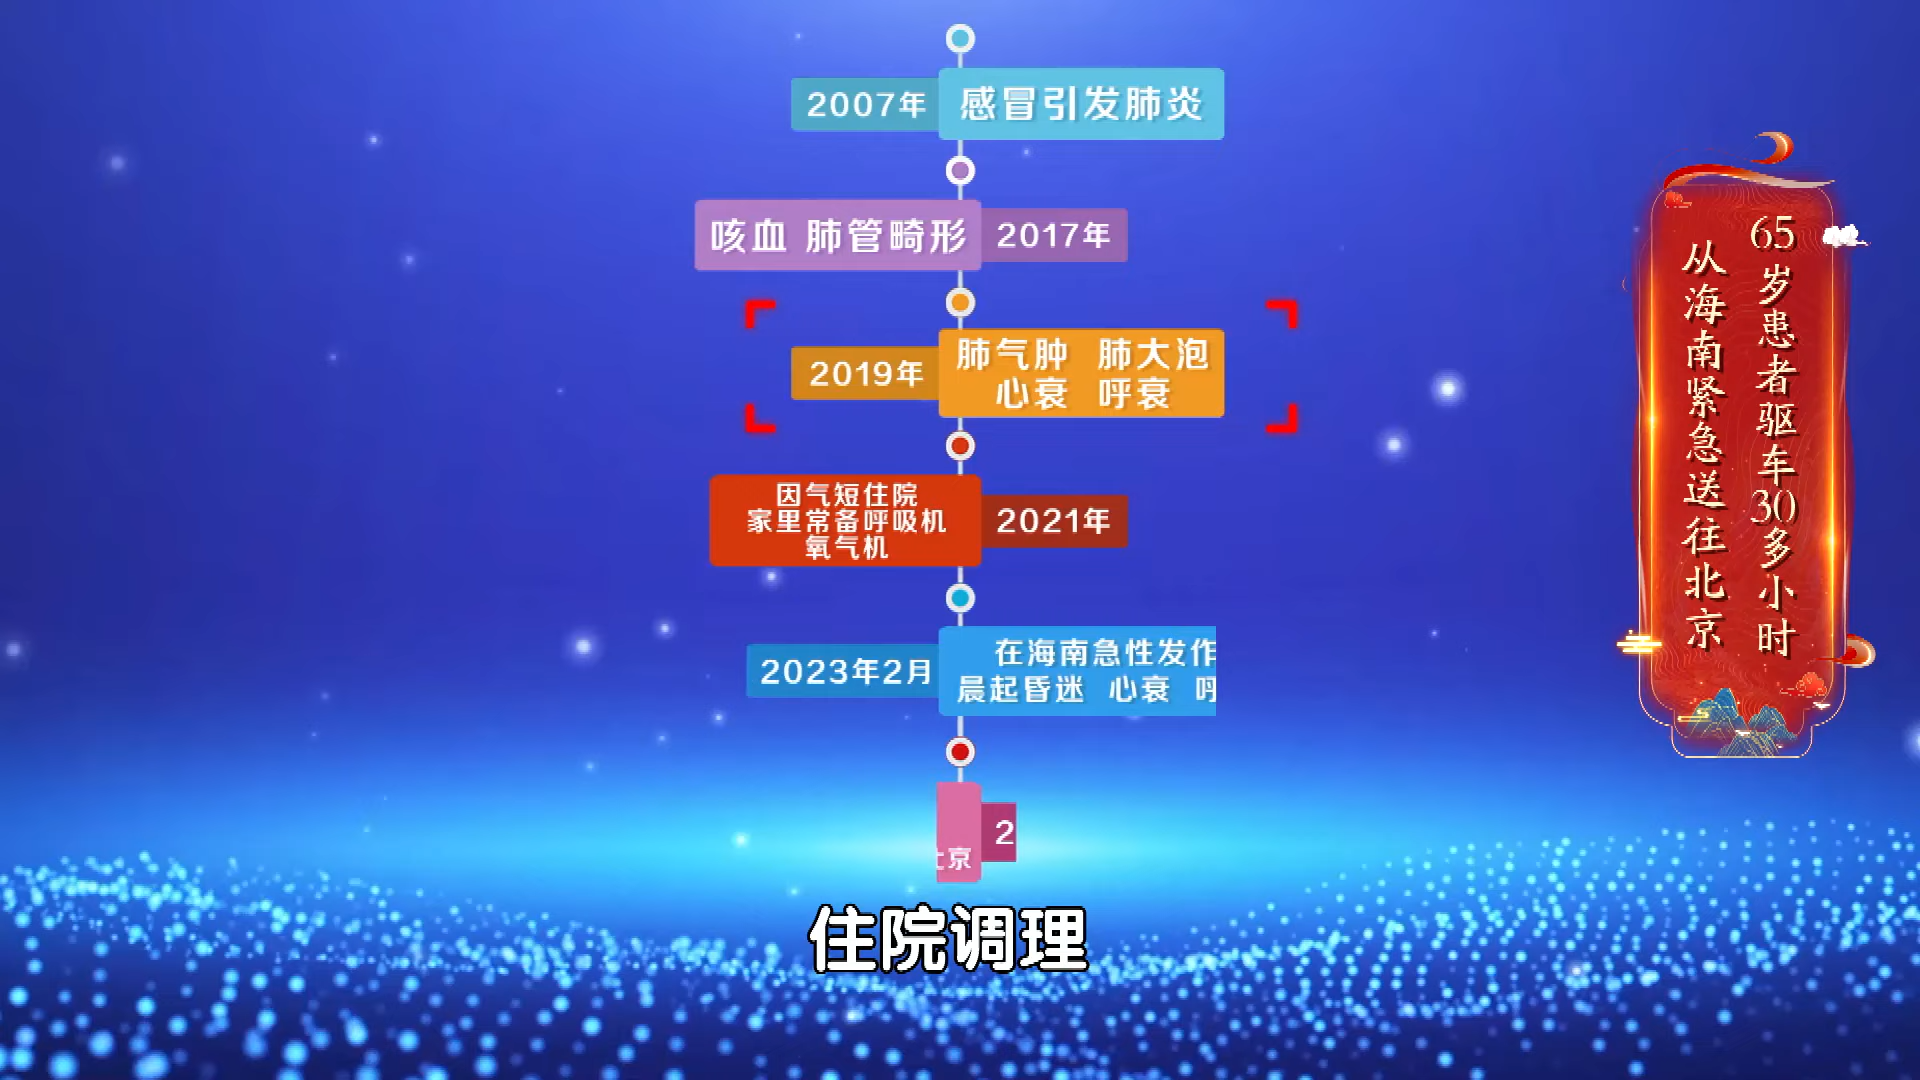 2007年
感冒引发肺炎
咳血 肺管畸形
2017年
2019年
肺气肿 肺大泡
心衰 呼衰
因气短住院
家里常备呼吸机
氧气机
2021年
2023年2月
在海南急性发作
晨起昏迷 心衰 呼
京
2
住院调理
65岁患者驱车30多小时
从海南紧急送往北京